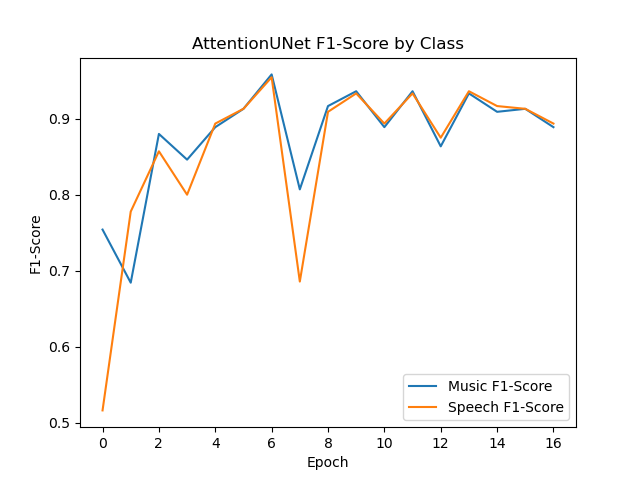 AttentionUNet F1-Score by Class
F1-Score
0.9
0.8
0.7
0.6
0.5
Music F1-Score
Speech F1-Score
0 2 4 6 8 10 12 14 16
Epoch